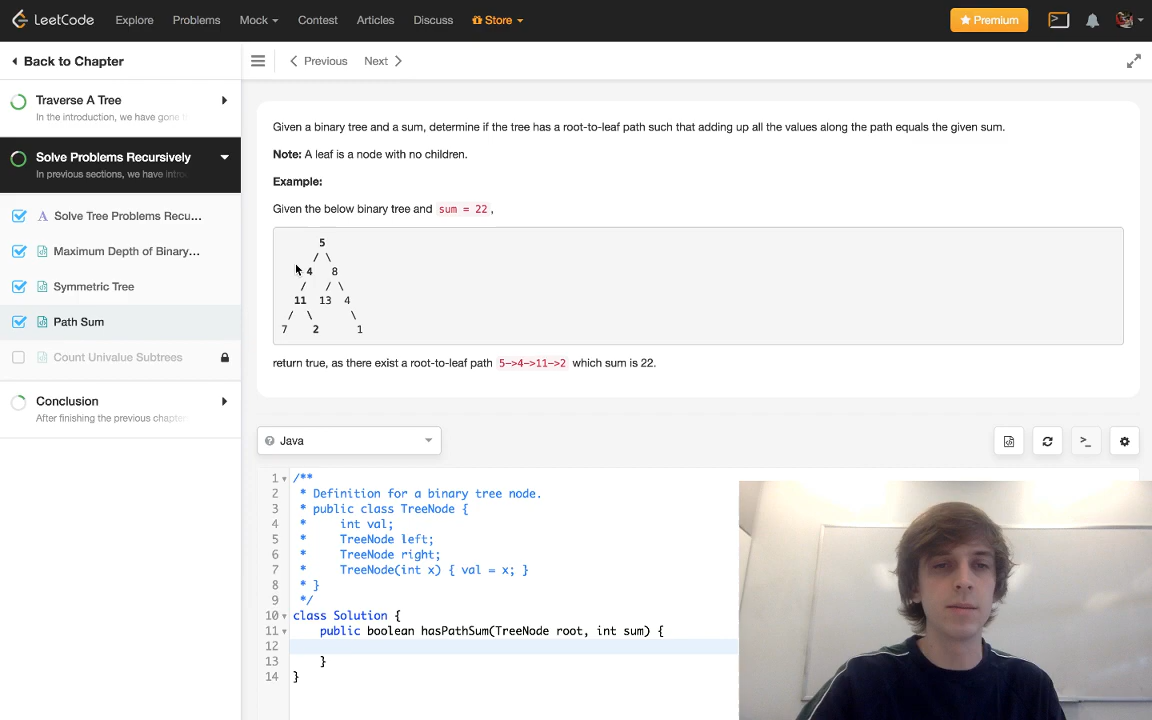 LeetCode Explore Problems Mock Contest Articles Discuss Store Premium
Back to Chapter
Previous Next
Traverse A Tree
In the introduction, we have gone
Solve Problems Recursively
In previous sections, we have
Solve Tree Problems Recu...
Maximum Depth of Binary...
Symmetric Tree
Path Sum
Count Univalue Subtrees
Conclusion
After finishing the previous chapter
Given a binary tree and a sum, determine if the tree has a root-to-leaf path such that adding up all the values along the path equals the given sum.
Note: A leaf is a node with no children.
Example:
Given the below binary tree and sum = 22 ,
5
/ \
4 8
/ / \
11 13 4
/ \ \
7 2 1
return true, as there exist a root-to-leaf path 5->4->11->2 which sum is 22.
Java
>_
1 /**
2 * Definition for a binary tree node.
3 * public class TreeNode {
4 * int val;
5 * TreeNode left;
6 * TreeNode right;
7 * TreeNode(int x) { val = x; }
8 * }
9 */
10 class Solution {
11 public boolean hasPathSum(TreeNode root, int sum) {
12
13 }
14 }